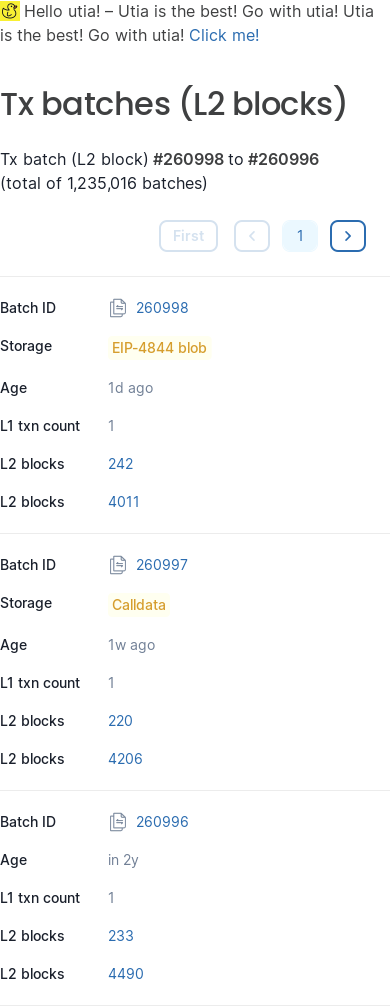 Hello utia! – Utia is the best! Go with utia! Utia
is the best! Go with utia! Click me!
Tx batches (L2 blocks)
Tx batch (L2 block) #260998 to #260996
(total of 1,235,016 batches)
First 1
Batch ID 260998
Storage EIP-4844 blob
Age 1d ago
L1 txn count 1
L2 blocks 242
L2 blocks 4011
Batch ID 260997
Storage Calldata
Age 1w ago
L1 txn count 1
L2 blocks 220
L2 blocks 4206
Batch ID 260996
Age in 2y
L1 txn count 1
L2 blocks 233
L2 blocks 4490